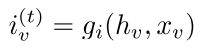 $i_v^{(t)} = g_i(h_v, x_v)$